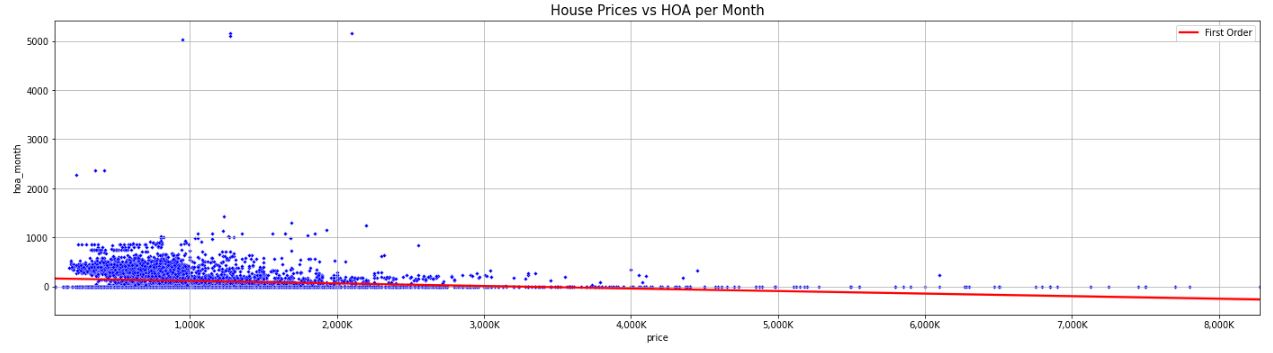 House Prices vs HOA per Month
First Order
5000
4000
3000
2000
1000
0
hoa_month
1,000K 2,000K 3,000K 4,000K 5,000K 6,000K 7,000K 8,000K
price